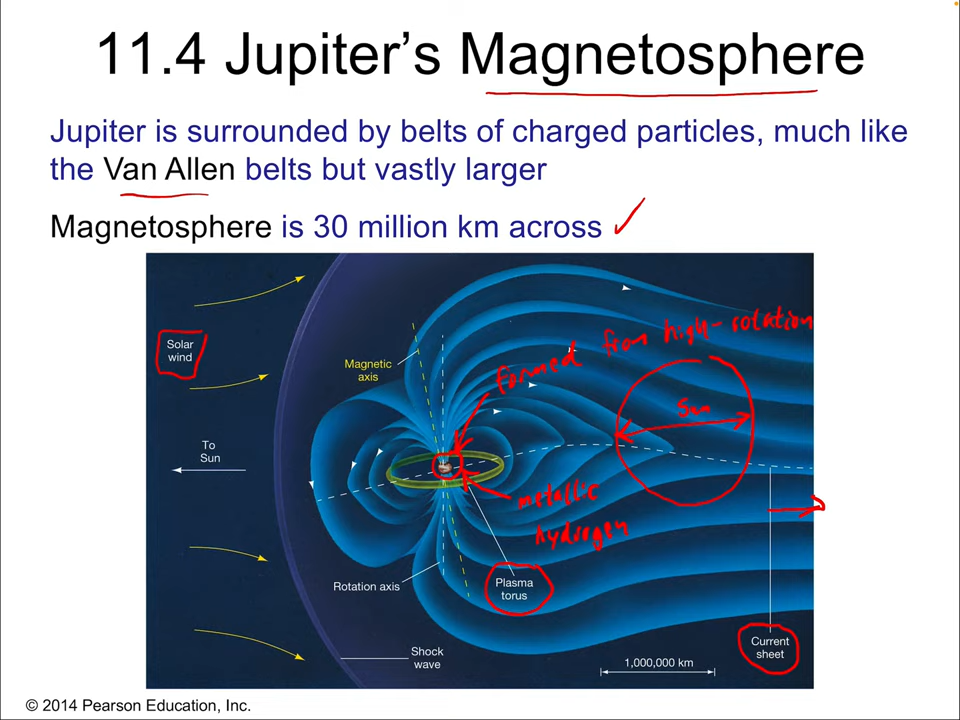 11.4 Jupiter's Magnetosphere
Jupiter is surrounded by belts of charged particles, much like
the Van Allen belts but vastly larger
Magnetosphere is 30 million km across
Solar
wind
Magnetic
axis
formed from high-rotation
Sun
To
Sun
metallic
hydrogen
Rotation axis
Plasma
torus
Shock
wave
Current
sheet
1,000,000 km
© 2014 Pearson Education, Inc.